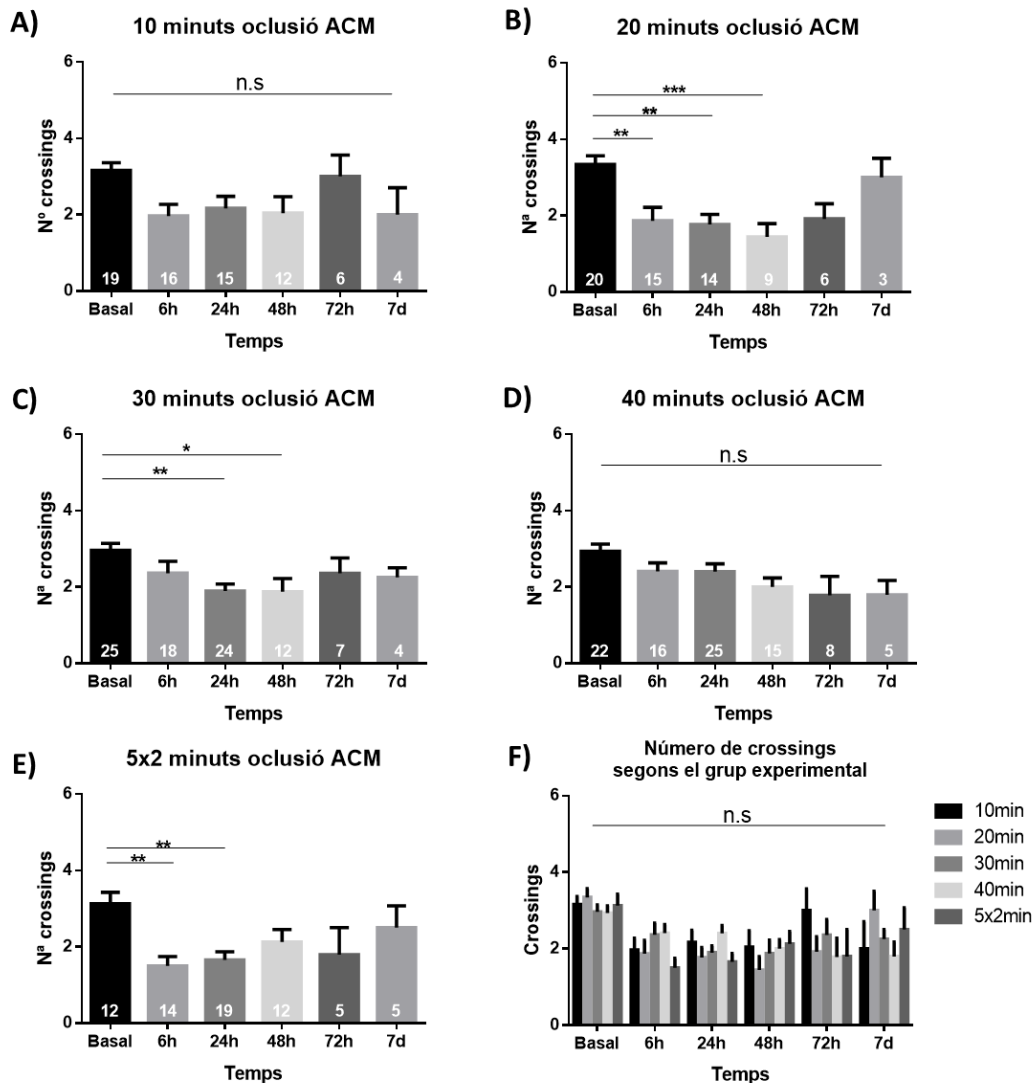 A)
10 minuts oclusió ACM
6
4
2
0
Nº crossings
n.s
19 16 15 12 6 4
Basal 6h 24h 48h 72h 7d
Temps
B)
20 minuts oclusió ACM
6
4
2
0
Nª crossings
***
**
**
20 15 14 9 6 3
Basal 6h 24h 48h 72h 7d
Temps
C)
30 minuts oclusió ACM
6
4
2
0
Nª crossings
*
**
25 18 24 12 7 4
Basal 6h 24h 48h 72h 7d
Temps
D)
40 minuts oclusió ACM
6
4
2
0
Nª crossings
n.s
22 16 25 15 8 5
Basal 6h 24h 48h 72h 7d
Temps
E)
5x2 minuts oclusió ACM
6
4
2
0
Nª crossings
**
**
12 14 19 12 5 5
Basal 6h 24h 48h 72h 7d
Temps
F)
Número de crossings
segons el grup experimental
6
4
2
0
Crossings
n.s
Basal 6h 24h 48h 72h 7d
Temps
10min
20min
30min
40min
5x2min